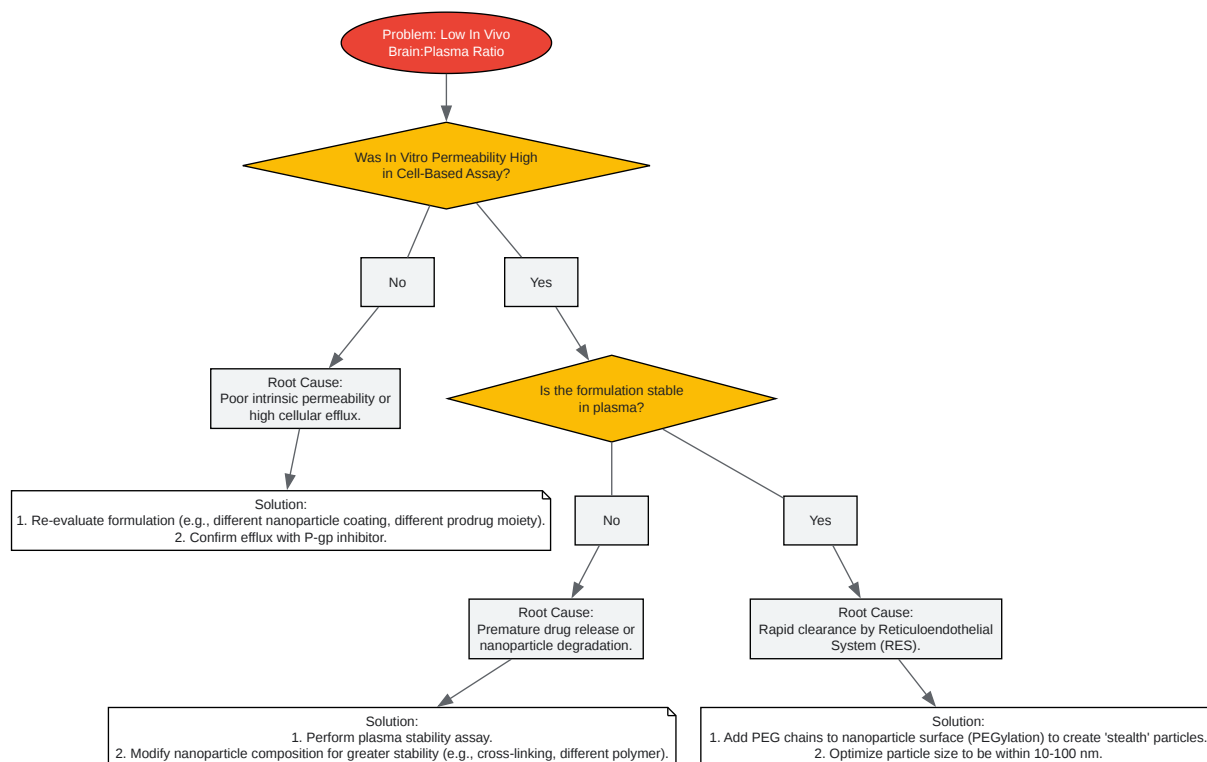 Problem: Low In Vivo
Brain:Plasma Ratio
Was In Vitro Permeability High
in Cell-Based Assay?
No
Yes
Root Cause:
Poor intrinsic permeability or
high cellular efflux.
Is the formulation stable
in plasma?
Solution:
1. Re-evaluate formulation (e.g., different nanoparticle coating, different prodrug moiety).
2. Confirm efflux with P-gp inhibitor.
No
Yes
Root Cause:
Premature drug release or
nanoparticle degradation.
Root Cause:
Rapid clearance by Reticuloendothelial
System (RES).
Solution:
1. Perform plasma stability assay.
2. Modify nanoparticle composition for greater stability (e.g., cross-linking, different polymer).
Solution:
1. Add PEG chains to nanoparticle surface (PEGylation) to create 'stealth' particles.
2. Optimize particle size to be within 10-100 nm.